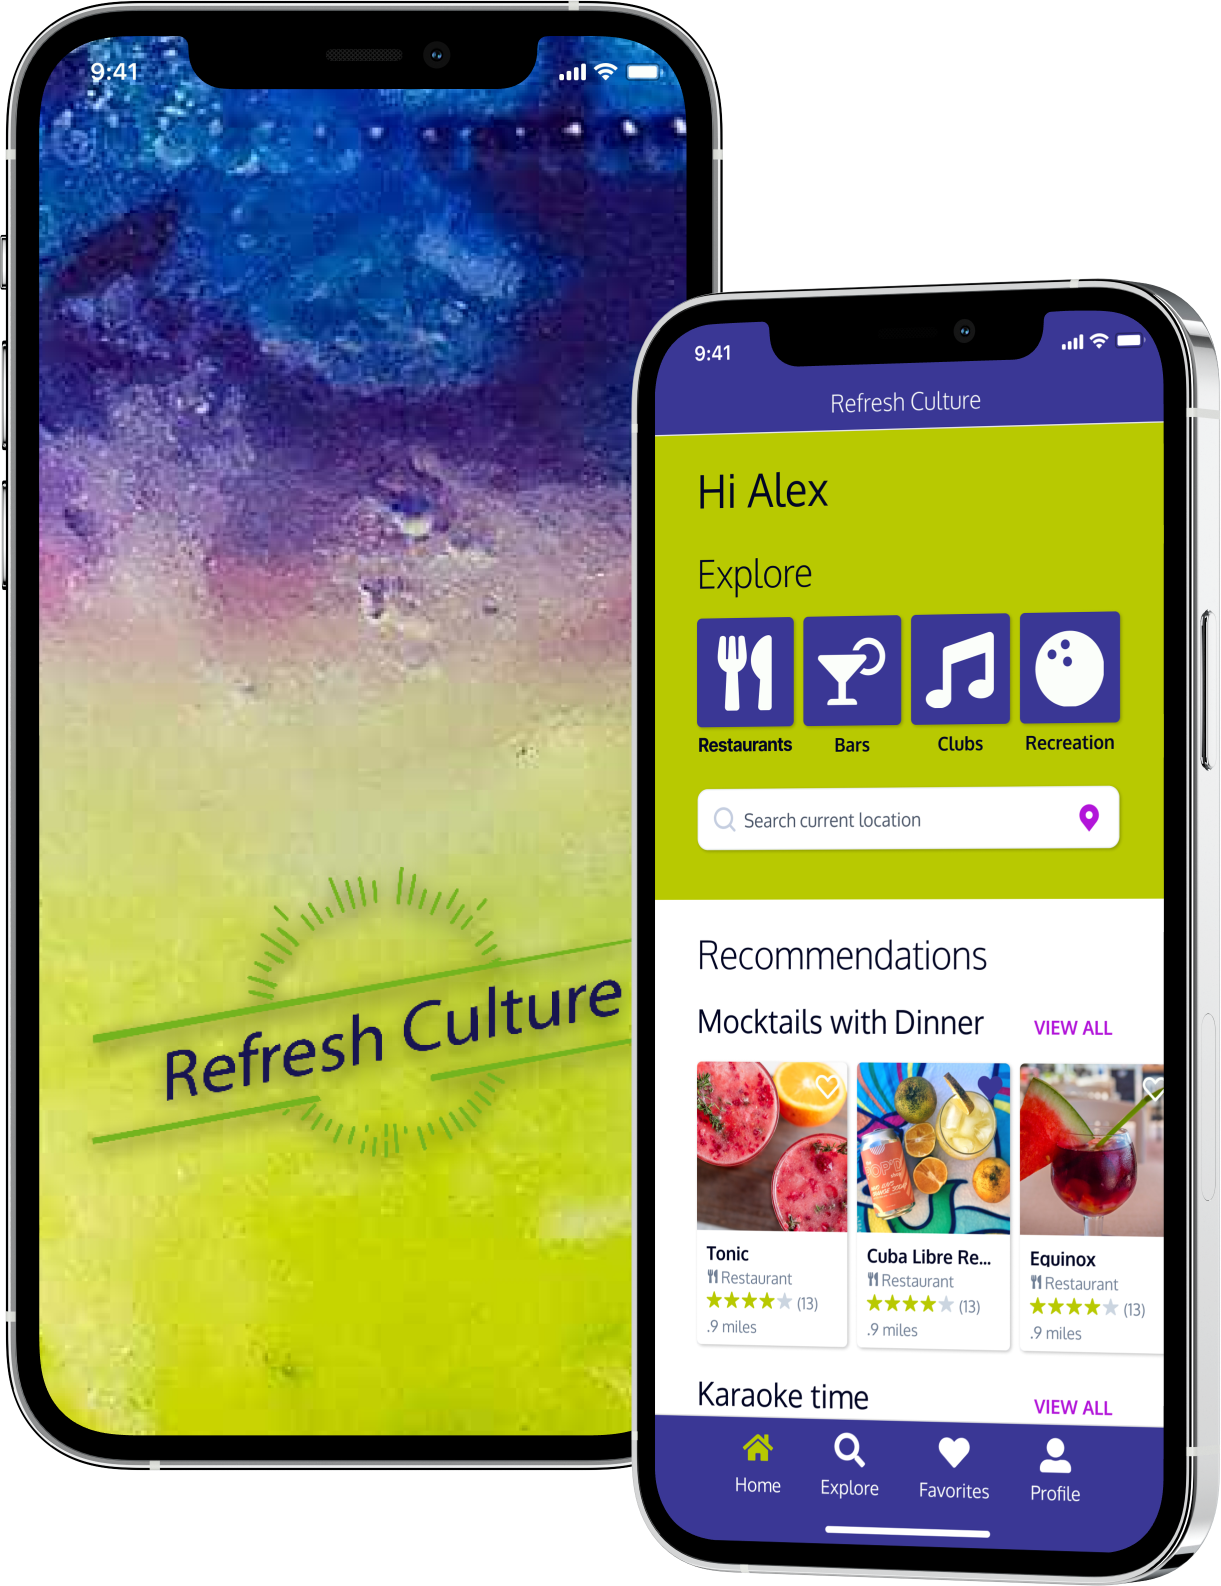 9:41
Refresh Culture
9:41
Refresh Culture
Hi Alex
Explore
Restaurants Bars Clubs Recreation
Search current location
Recommendations
Mocktails with Dinner VIEW ALL
Tonic
Restaurant
(13)
.9 miles
Cuba Libre Re...
Restaurant
(13)
.9 miles
Equinox
Restaurant
(13)
.9 miles
Karaoke time VIEW ALL
Home Explore Favorites Profile